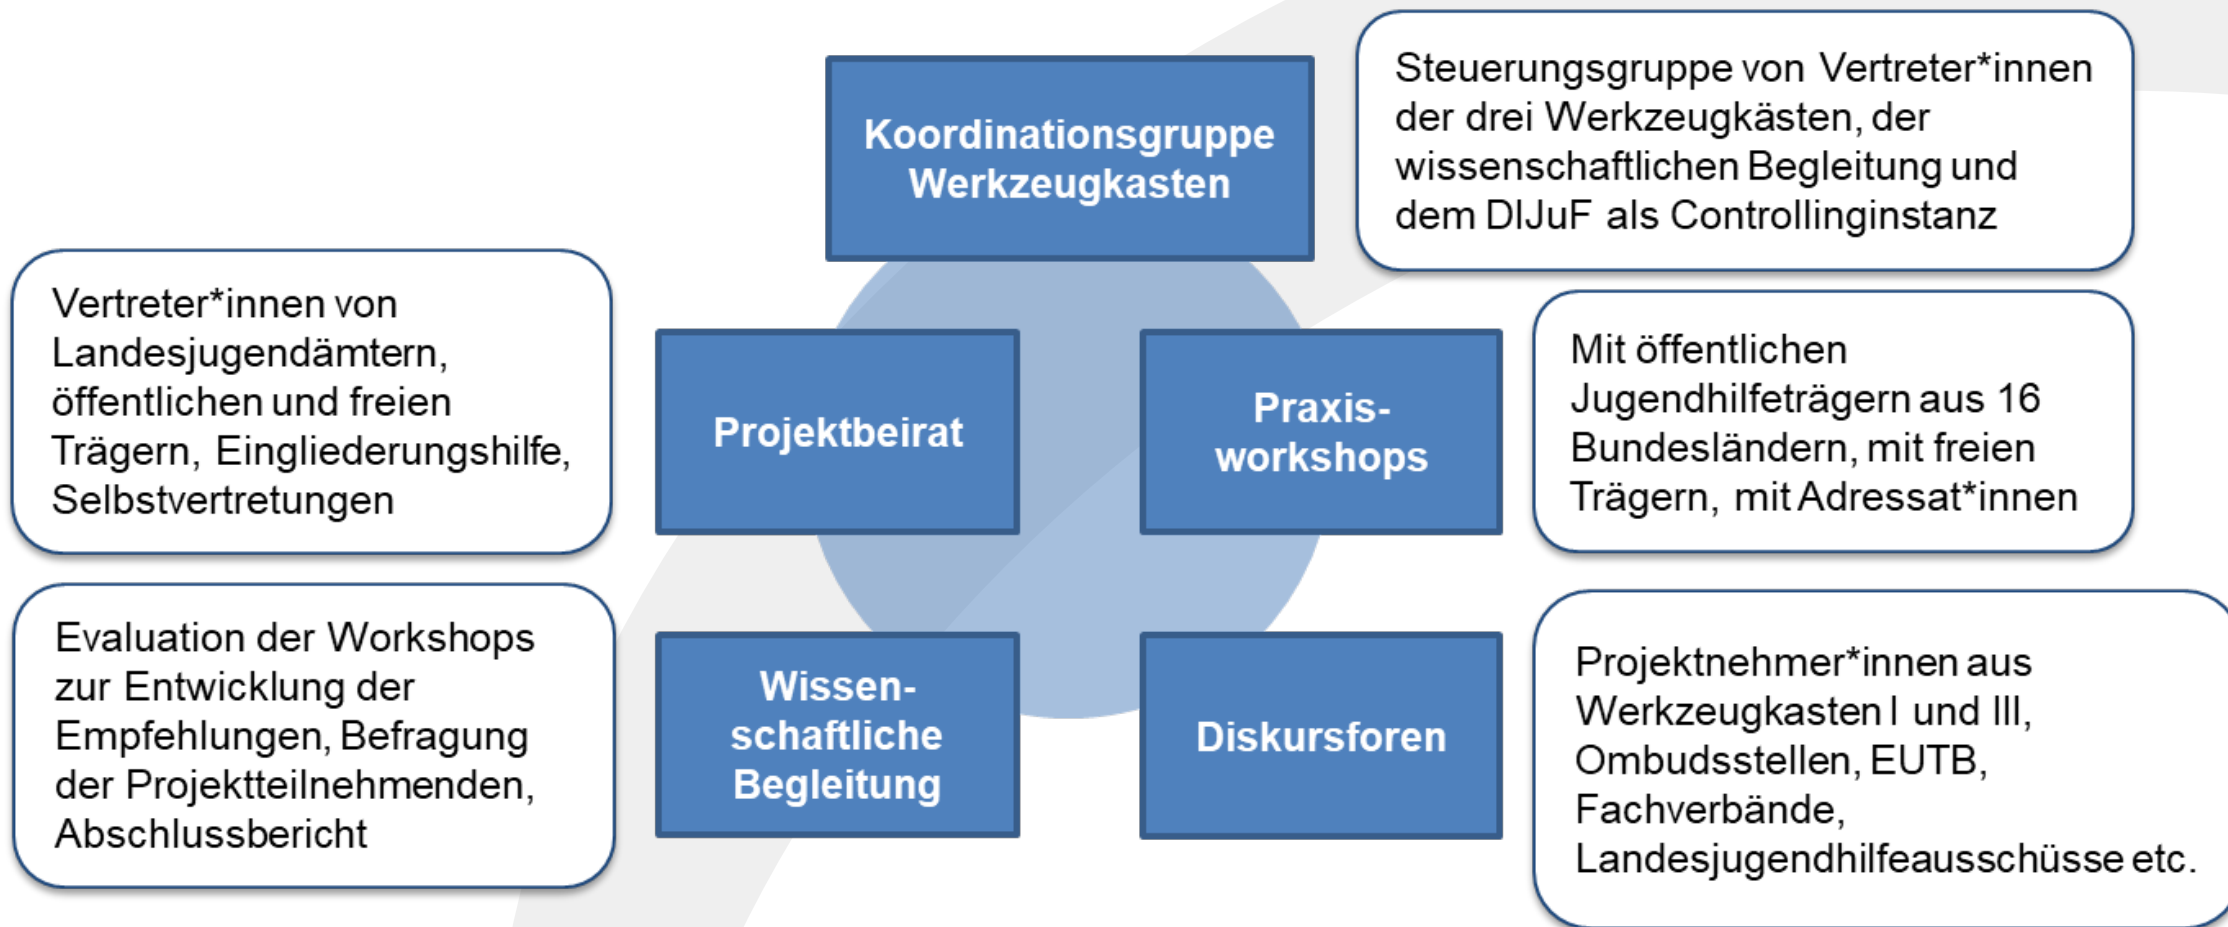 Koordinationsgruppe
Werkzeugkasten
Steuerungsgruppe von Vertreter*innen
der drei Werkzeugkästen, der
wissenschaftlichen Begleitung und
dem DIJuF als Controllinginstanz
Vertreter*innen von
Landesjugendämtern,
öffentlichen und freien
Trägern, Eingliederungshilfe,
Selbstvertretungen
Projektbeirat
Praxis-
workshops
Mit öffentlichen
Jugendhilfeträgern aus 16
Bundesländern, mit freien
Trägern, mit Adressat*innen
Evaluation der Workshops
zur Entwicklung der
Empfehlungen, Befragung
der Projektteilnehmenden,
Abschlussbericht
Wissen-
schaftliche
Begleitung
Diskursforen
Projektnehmer*innen aus
Werkzeugkasten I und III,
Ombudsstellen, EUTB,
Fachverbände,
Landesjugendhilfeausschüsse etc.